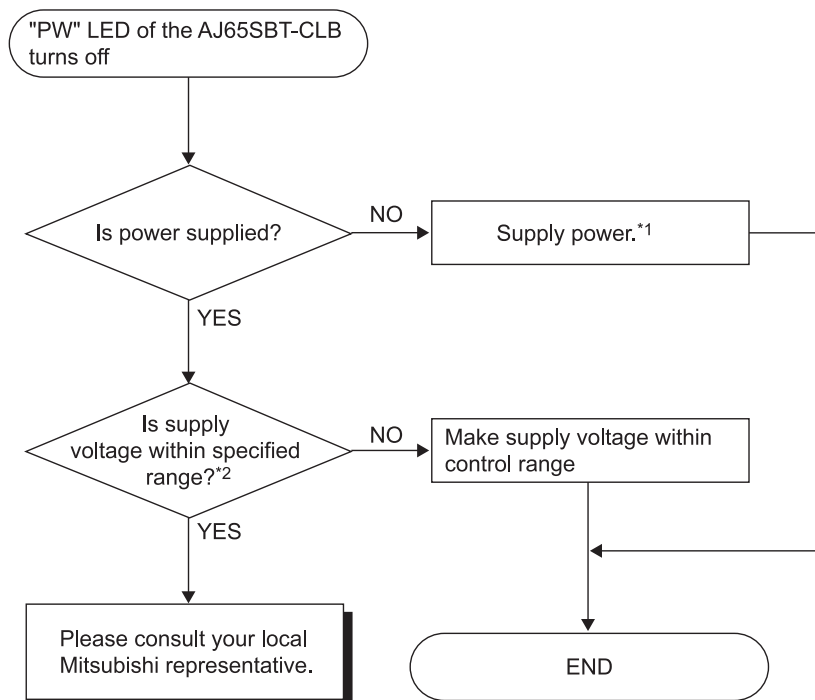 "PW" LED of the AJ65SBT-CLB
turns off
Is power supplied?
NO
Supply power.*1
YES
Is supply
voltage within specified
range?*2
NO
Make supply voltage within
control range
YES
Please consult your local
Mitsubishi representative.
END